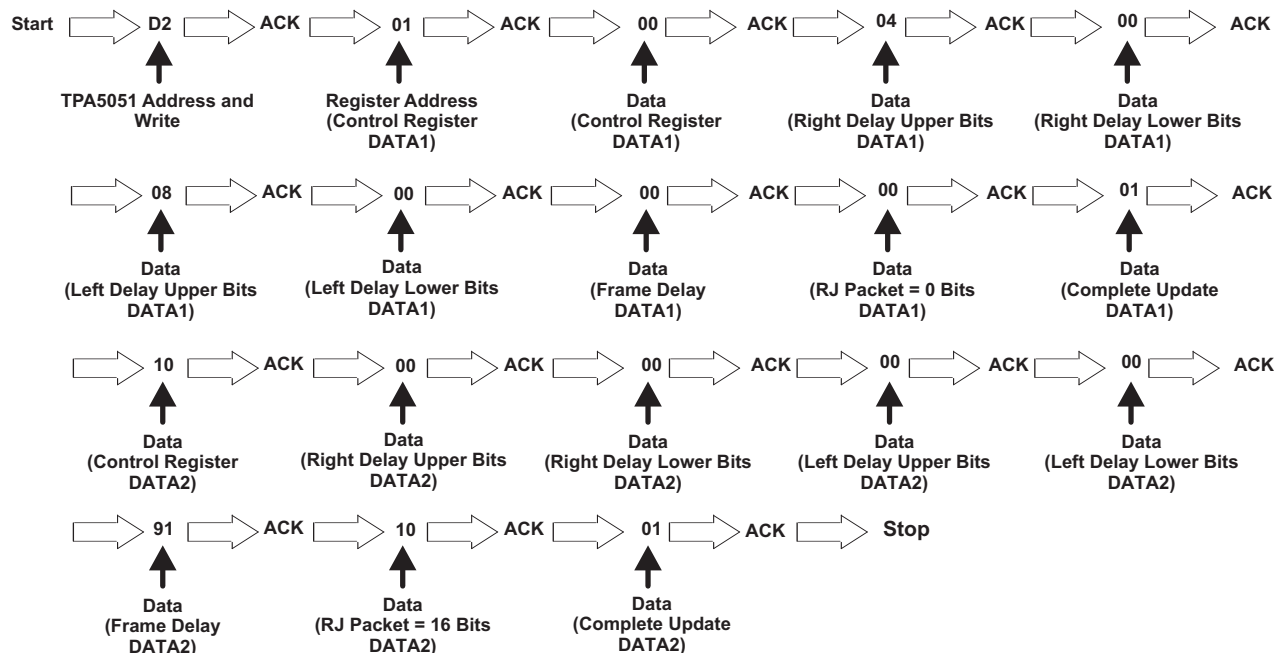 Start D2 ACK 01 ACK 00 ACK 04 ACK 00 ACK
TPA5051 Address and Write
Register Address (Control Register DATA1)
Data (Control Register DATA1)
Data (Right Delay Upper Bits DATA1)
Data (Right Delay Lower Bits DATA1)
08 ACK 00 ACK 00 ACK 00 ACK 01 ACK
Data (Left Delay Upper Bits DATA1)
Data (Left Delay Lower Bits DATA1)
Data (Frame Delay DATA1)
Data (RJ Packet = 0 Bits DATA1)
Data (Complete Update DATA1)
10 ACK 00 ACK 00 ACK 00 ACK 00 ACK
Data (Control Register DATA2)
Data (Right Delay Upper Bits DATA2)
Data (Right Delay Lower Bits DATA2)
Data (Left Delay Upper Bits DATA2)
Data (Left Delay Lower Bits DATA2)
91 ACK 10 ACK 01 ACK Stop
Data (Frame Delay DATA2)
Data (RJ Packet = 16 Bits DATA2)
Data (Complete Update DATA2)